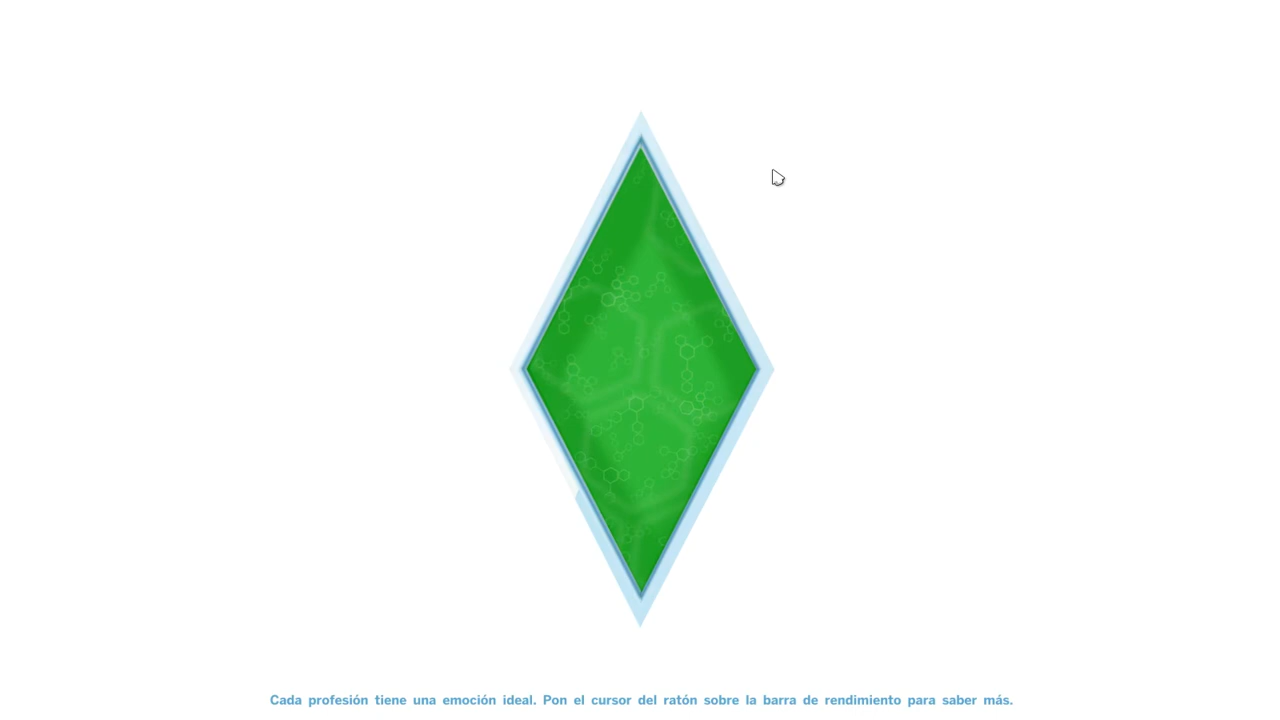 Cada profesión tiene una emoción ideal. Pon el cursor del ratón sobre la barra de rendimiento para saber más.